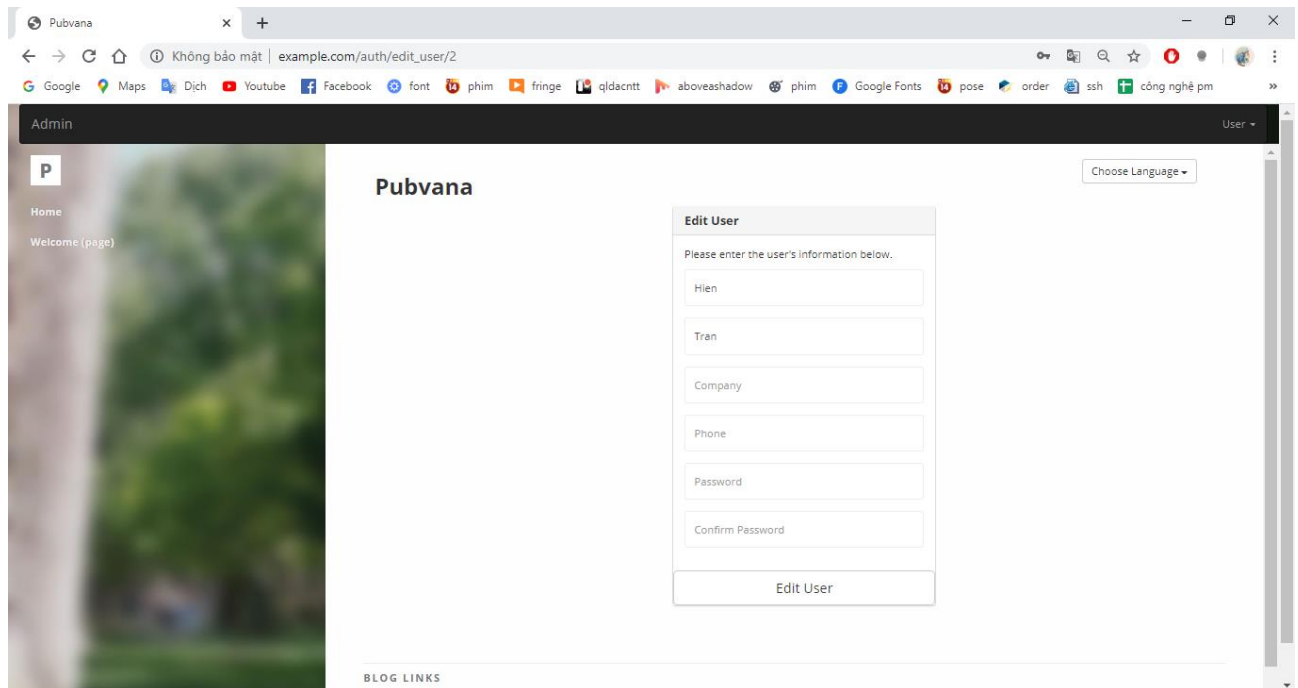 Pubvana
Không bảo mật | example.com/auth/edit_user/2
Google Maps Dịch Youtube Facebook font phim fringe qldacntt aboveashadow phim Google Fonts pose order ssh công nghệ pm »
Admin User
P
Choose Language
Pubvana
Home
Welcome (page)
Edit User
Please enter the user's information below.
Hien
Tran
Company
Phone
Password
Confirm Password
Edit User
BLOG LINKS